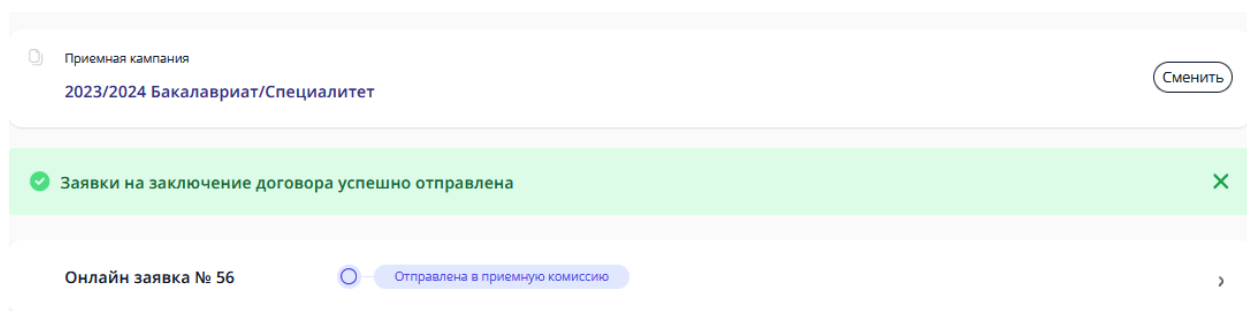 Приемная кампания
2023/2024 Бакалавриат/Специалитет
Сменить
Заявки на заключение договора успешно отправлена
Онлайн заявка № 56
Отправлена в приемную комиссию